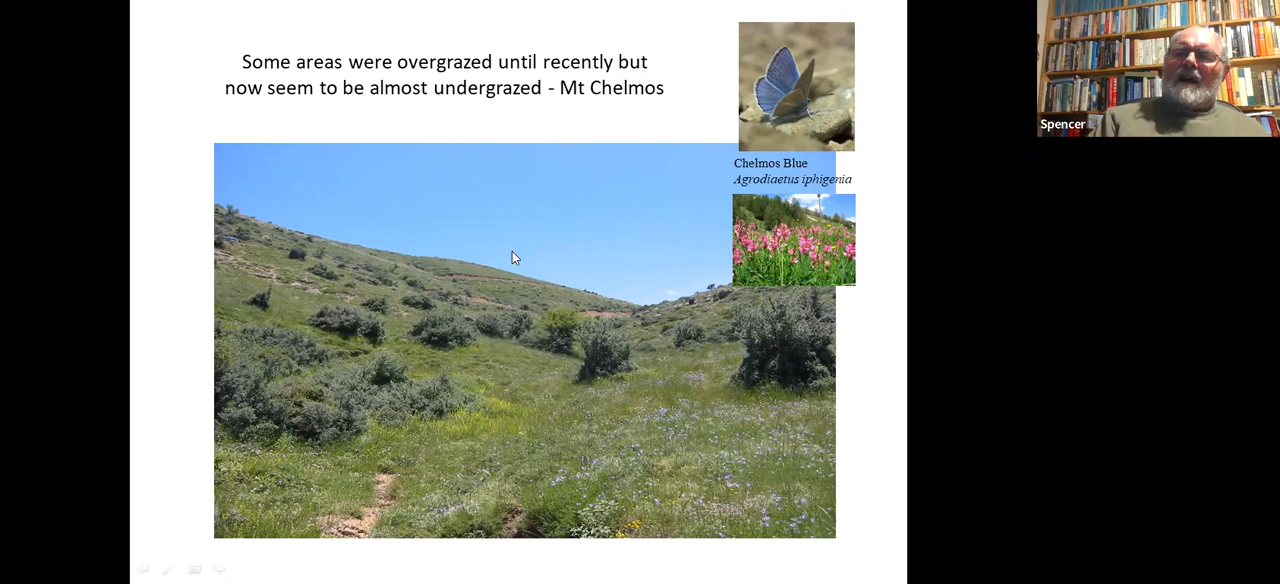 Some areas were overgrazed until recently but
now seem to be almost undergrazed - Mt Chelmos
Chelmos Blue
Agrodiaetus iphigenia
Spencer